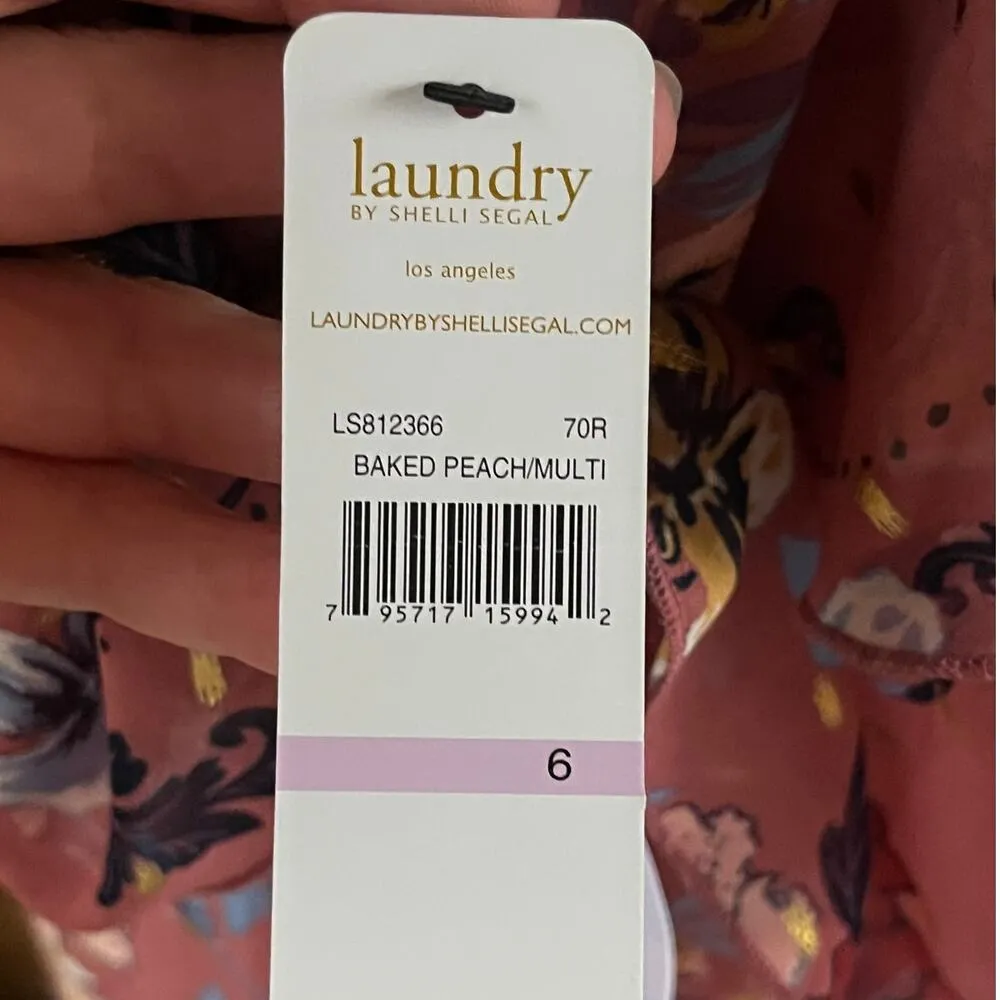 laundry
BY SHELLI SEGAL
los angeles
LAUNDRYBYSHELLISEGAL.COM
LS812366 70R
BAKED PEACH/MULTI
7 95717 15994 2
6